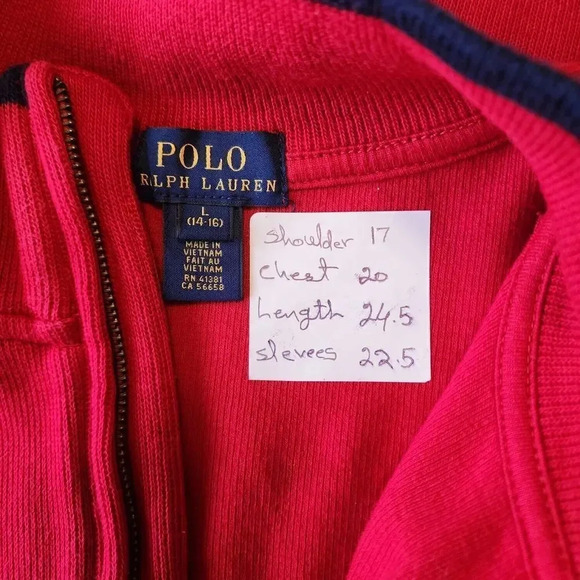 POLO
RALPH LAUREN
L
(14-16)
MADE IN
VIETNAM
FAIT AU
VIETNAM
RN 41381
CA 56658
Shoulder 17
Chest 20
Length 24.5
slevees 22.5